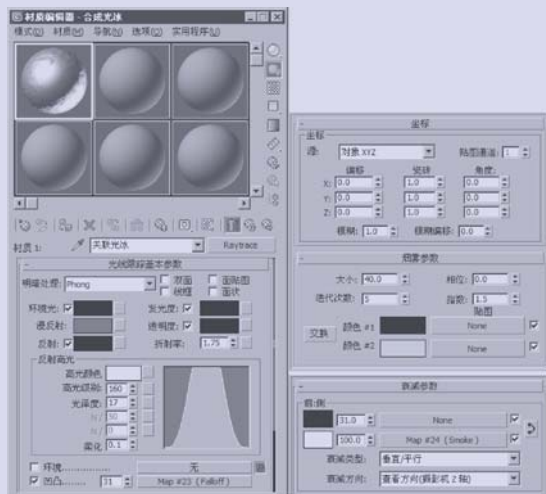 材质编辑器 - 合成光冰
模式(D) 材质(M) 导航(N) 选项(O) 实用程序(U)
材质 1: 关联光冰 Raytrace
光线跟踪基本参数
明暗处理: Phong 双面 面贴图
线框 面状
环境光: 发光度:
漫反射: 透明度:
反射: 折射率: 1.75
反射高光
高光颜色
高光级别: 160
光泽度: 17
N/
N/ 0
柔化 0.1
环境 无
凹凸 31 Map #23 ( Falloff )
坐标
坐标
源: 对象 XYZ 贴图通道: 1
偏移 瓷砖 角度:
X: 0.0 1.0 0.0
Y: 0.0 1.0 0.0
Z: 0.0 1.0 0.0
模糊: 1.0 模糊偏移: 0.0
烟雾参数
大小: 40.0 相位: 0.0
迭代次数: 5 指数: 1.5
贴图
交换 颜色 #1 None
颜色 #2 None
衰减参数
前:侧
31.0 None
100.0 Map #24 ( Smoke )
衰减类型: 垂直/平行
衰减方向: 查看方向(摄影机 Z 轴)